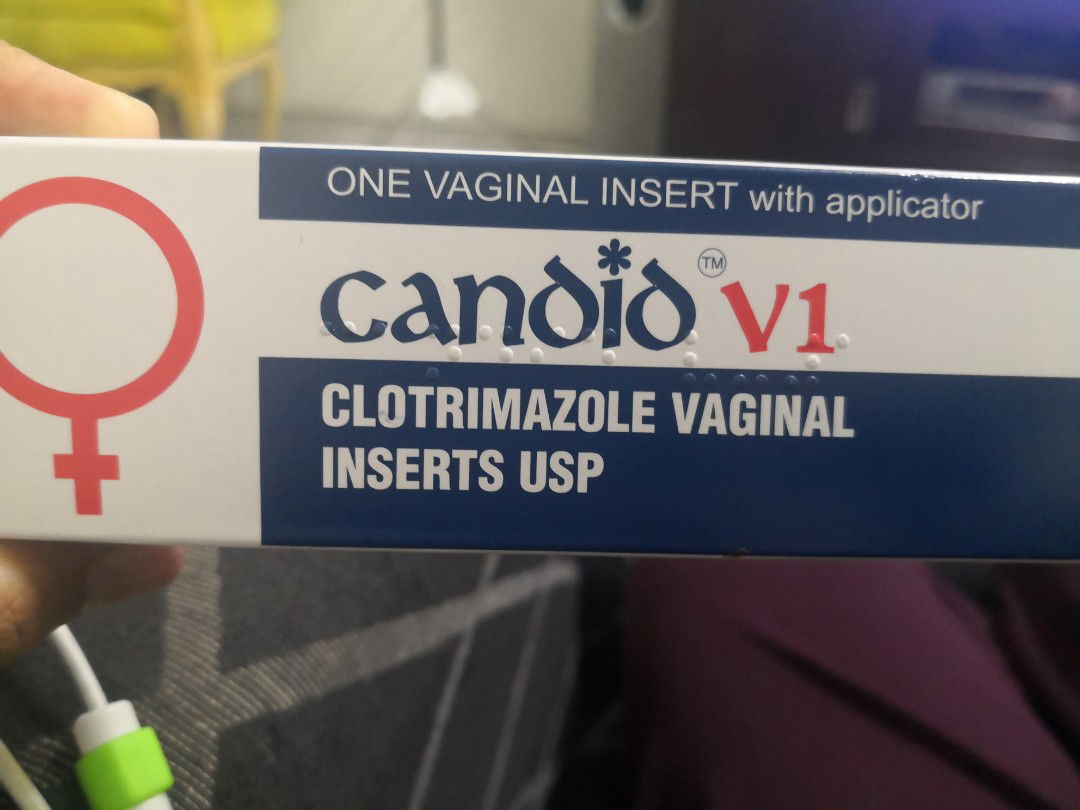 ONE VAGINAL INSERT with applicator
candid™ V1
CLOTRIMAZOLE VAGINAL
INSERTS USP